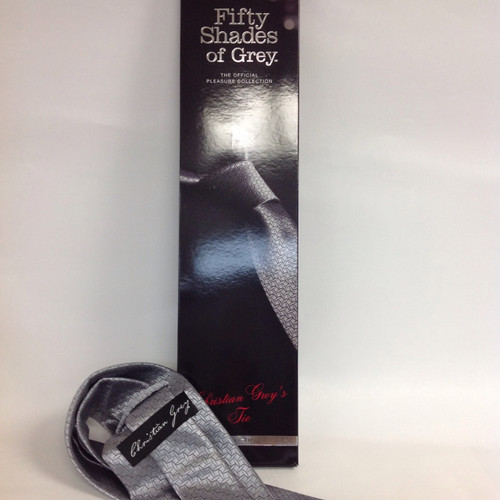 Fifty
Shades
of Grey.
THE OFFICIAL
PLEASURE COLLECTION
Christian Grey's
Tie
Christian Grey